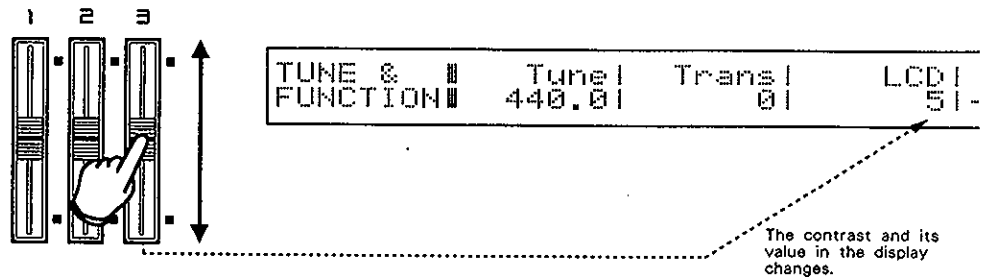 1 2 3
TUNE & Tune| Trans| LCD|
FUNCTION 440.0| 0| 5|-
The contrast and its
value in the display
changes.